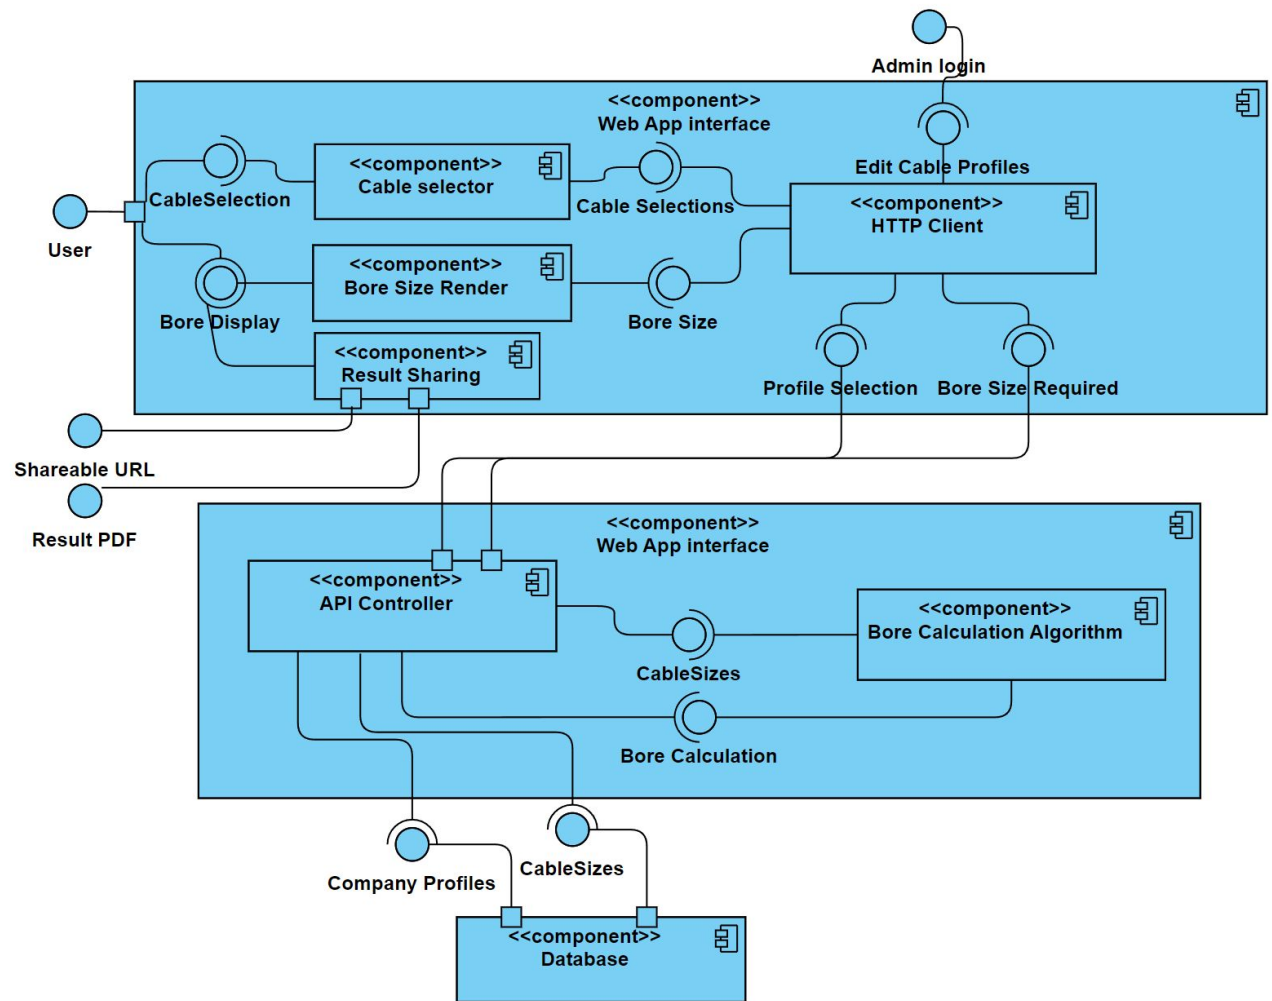 Admin login
<<component>>
Web App interface
<<component>>
Cable selector
CableSelection
Cable Selections
Edit Cable Profiles
<<component>>
HTTP Client
User
<<component>>
Bore Size Render
Bore Display
Bore Size
<<component>>
Result Sharing
Profile Selection
Bore Size Required
Shareable URL
Result PDF
<<component>>
Web App interface
<<component>>
API Controller
<<component>>
Bore Calculation Algorithm
CableSizes
Bore Calculation
Company Profiles
CableSizes
<<component>>
Database